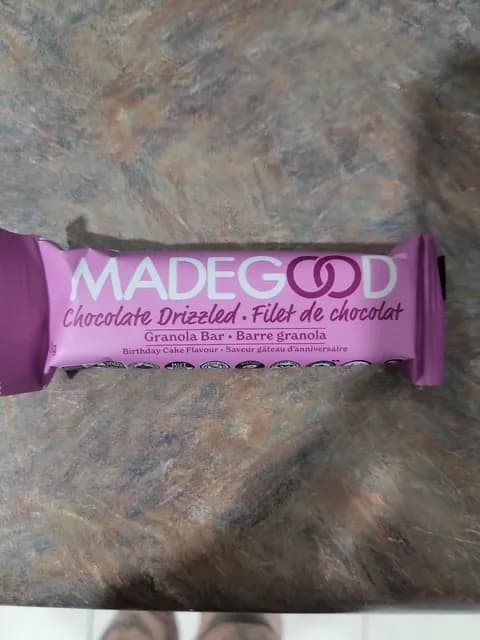 MADEGOOD
Chocolate Drizzled • Filet de chocolat
Granola Bar • Barre granola
Birthday Cake Flavour • Saveur gâteau d'anniversaire